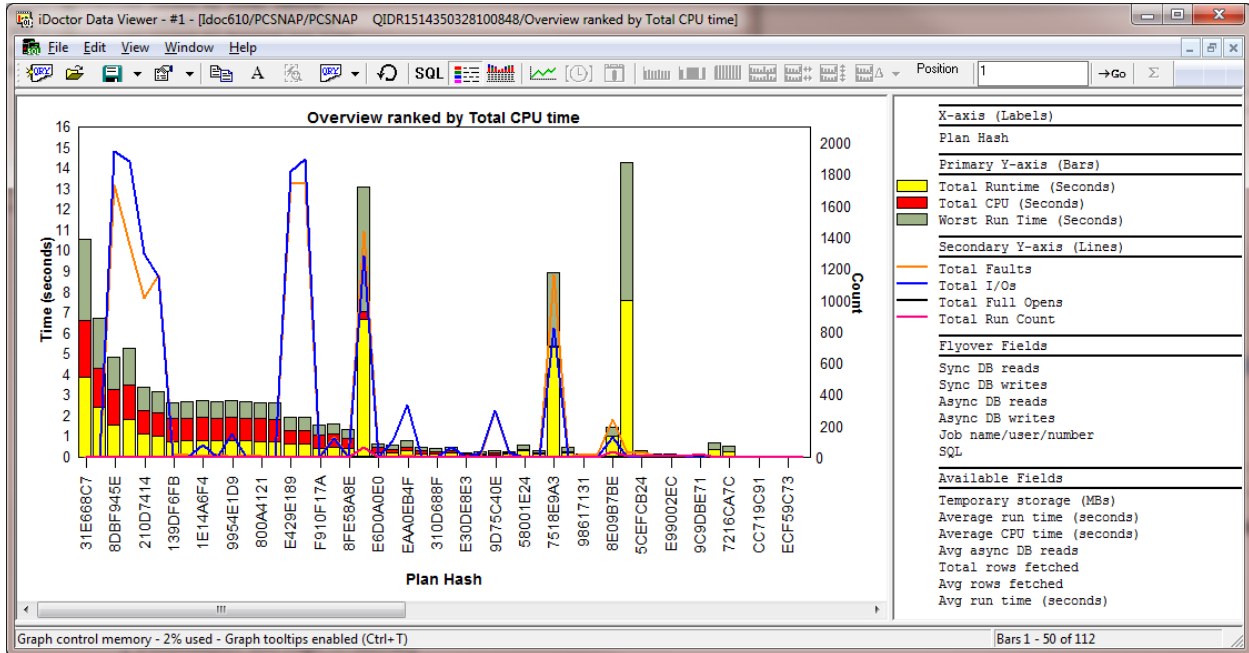 iDoctor Data Viewer - #1 - [Idoc610/PCSNAP/PCSNAP QIDR1514350328100848/Overview ranked by Total CPU time]
File Edit View Window Help
QRY A QRY SQL Position 1 →Go Σ
Overview ranked by Total CPU time
Time (seconds)
16
15
14
13
12
11
10
9
8
7
6
5
4
3
2
1
0
2000
1800
1600
1400
1200
1000
800
600
400
200
0
Count
31E668C7
8DBF945E
210D7414
139DF6FB
1E14A6F4
9954E1D9
800A4121
E429E189
F910F17A
8FE58A8E
E6D0A0E0
EAA0EB4F
310D688F
E30DE8E3
9D75C40E
58001E24
7518E9A3
98617131
8E09B7BE
5CEFCB24
E99002EC
9C9DBE71
7216CA7C
CC719C91
ECF59C73
Plan Hash
X-axis (Labels)
Plan Hash
Primary Y-axis (Bars)
Total Runtime (Seconds)
Total CPU (Seconds)
Worst Run Time (Seconds)
Secondary Y-axis (Lines)
Total Faults
Total I/Os
Total Full Opens
Total Run Count
Flyover Fields
Sync DB reads
Sync DB writes
Async DB reads
Async DB writes
Job name/user/number
SQL
Available Fields
Temporary storage (MBs)
Average run time (seconds)
Average CPU time (seconds)
Avg async DB reads
Total rows fetched
Avg rows fetched
Avg run time (seconds)
Graph control memory - 2% used - Graph tooltips enabled (Ctrl+T)
Bars 1 - 50 of 112